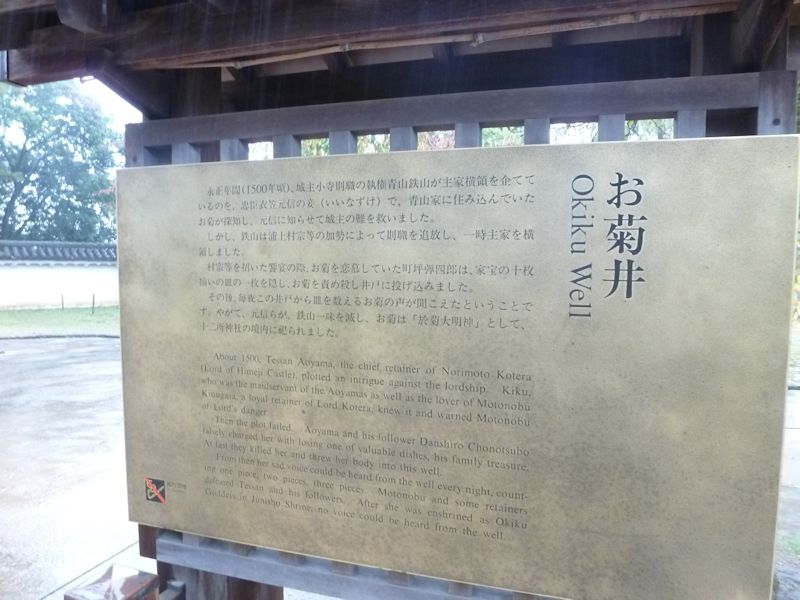 お菊井
Okiku Well
永正年間(1500年頃)、城主小寺則職の執権青山鉄山が主家横領を企てて
いるのを、忠臣衣笠元信の妾(いいなずけ)で、青山家に住み込んでいた
お菊が探知し、元信に知らせて城主の難を救いました。
しかし、鉄山は浦上村宗等の加勢によって則職を追放し、一時主家を横
領しました。
村宗等を招いた饗宴の際、お菊を恋慕していた町坪弾四郎は、家宝の十枚
揃いの皿の一枚を隠し、お菊を責め殺し井戸に投げ込みました。
その後、毎夜この井戸から皿を数えるお菊の声が聞こえたということで
す。やがて、元信らが、鉄山一味を滅し、お菊は「於菊大明神」として、
十二所神社の境内に祀られました。
About 1500, Tessan Aoyama, the chief retainer of Norimoto Kotera
(Lord of Himeji Castle), plotted an intrigue against the lordship. Kiku,
who was the maidservant of the Aoyamas as well as the lover of Motonobu
Kinugasa, a loyal retainer of Lord Kotera, knew it and warned Motonobu
of Lord's danger
Then the plot failed. Aoyama and his follower Danshiro Chonotsubo
falsely charged her with losing one of valuable dishes, his family treasure.
At last they killed her and threw her body into this well.
From then her sad voice could be heard from the well every night, count-
ing one piece, two pieces, three pieces Motonobu and some retainers
defeated Tessan and his followers. After she was enshrined as Okiku
Goddess in Junisho Shrine, no voice could be heard from the well